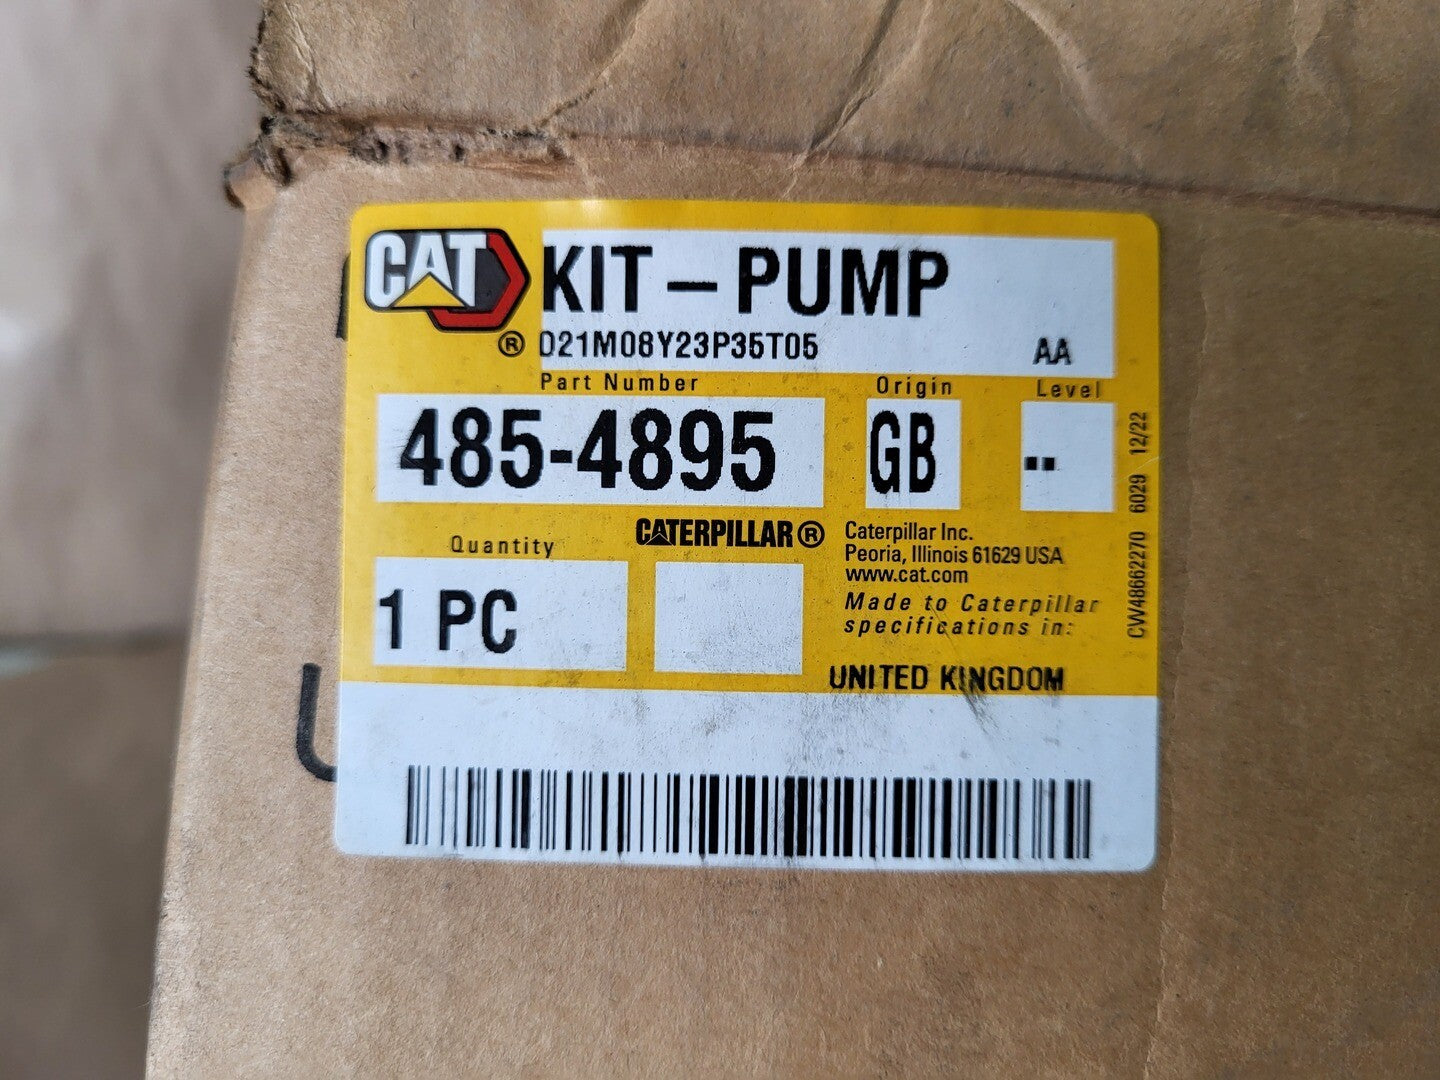 CAT
KIT – PUMP
®
D21M08Y23P35T05 AA
Part Number Origin Level
485-4895 GB --
Quantity
1 PC
CATERPILLAR®
Caterpillar Inc.
Peoria, Illinois 61629 USA
www.cat.com
Made to Caterpillar
specifications in:
UNITED KINGDOM
CW48662270 6029 12/22